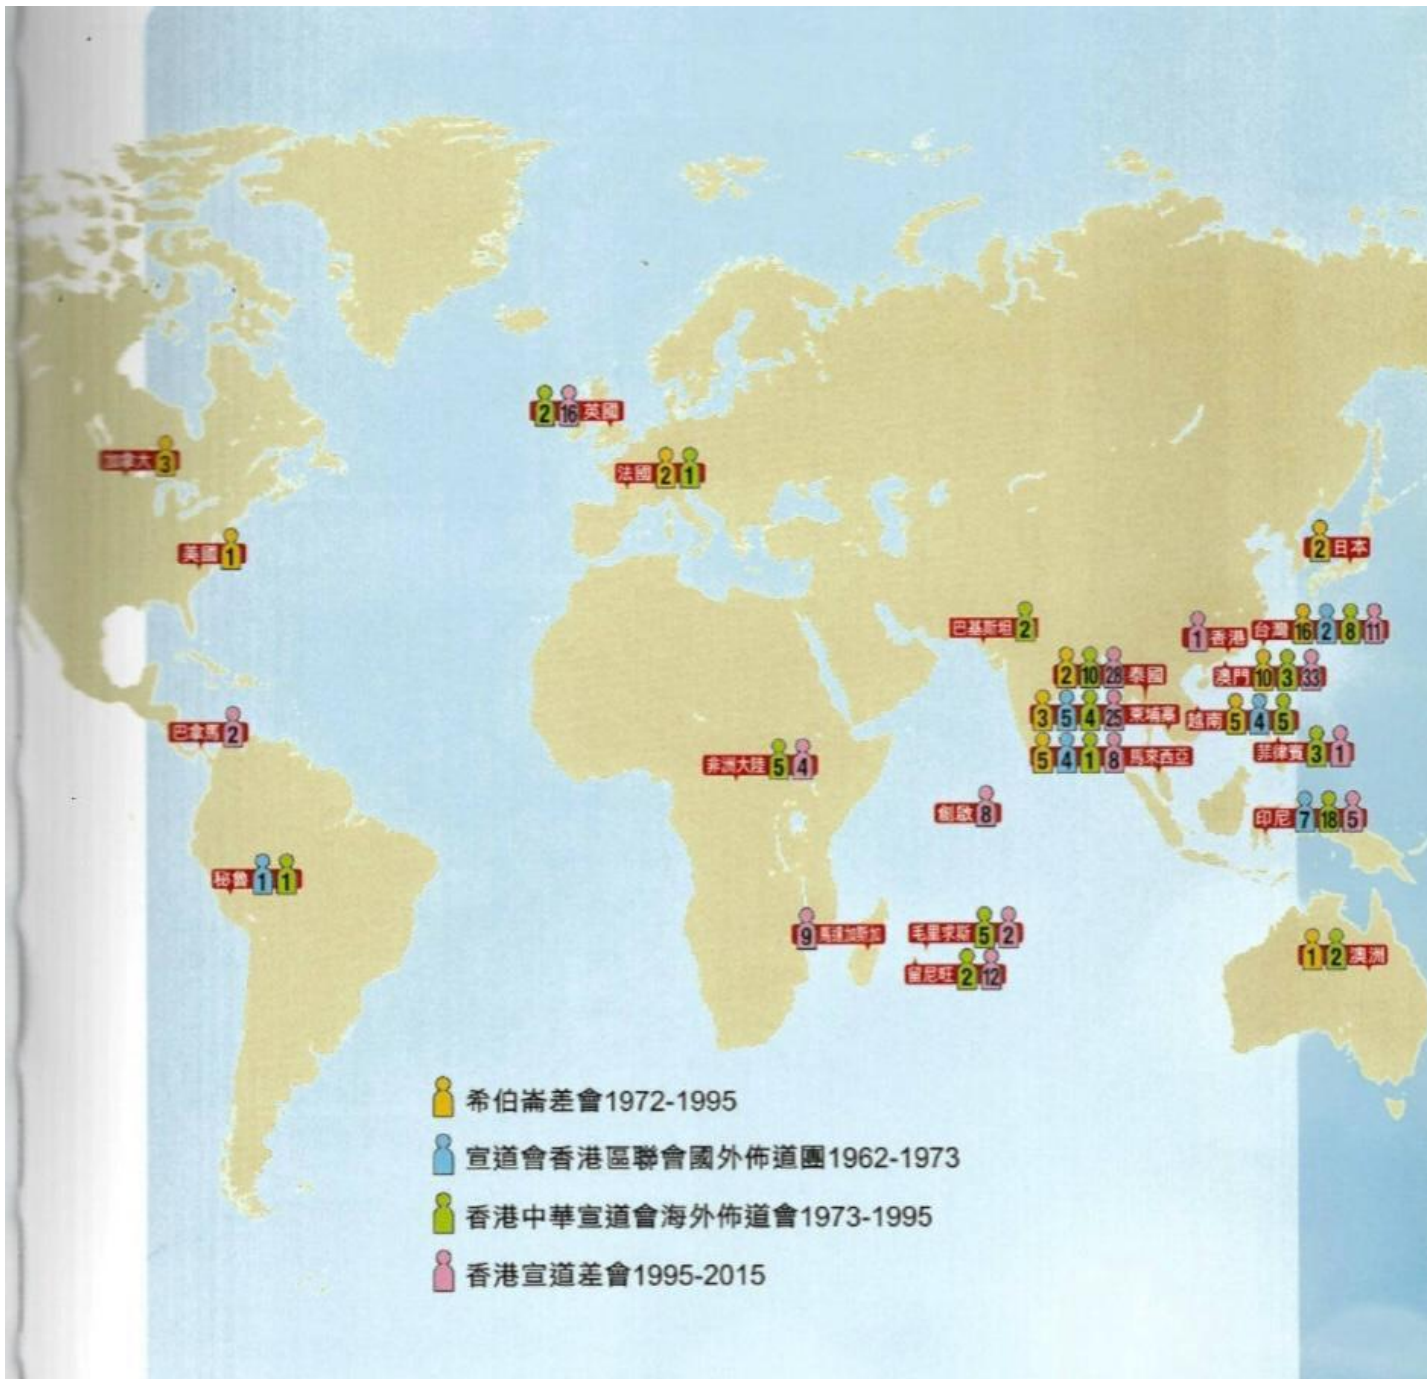 2 16 英國
加拿大 3
法國 2 1
美國 1
2 日本
巴基斯坦 2
1 香港
台灣 16 2 8 11
2 10 28 泰國
澳門 10 3 33
3 5 4 25 柬埔寨
越南 5 4 5
巴拿馬 2
非洲大陸 5 4
5 4 1 8 馬來西亞
菲律賓 3 1
創啟 8
印尼 7 18 5
秘魯 1 1
9 馬達加斯加
毛里求斯 5 2
1 2 澳洲
留尼旺 2 12
希伯崙差會1972-1995
宣道會香港區聯會國外佈道團1962-1973
香港中華宣道會海外佈道會1973-1995
香港宣道差會1995-2015